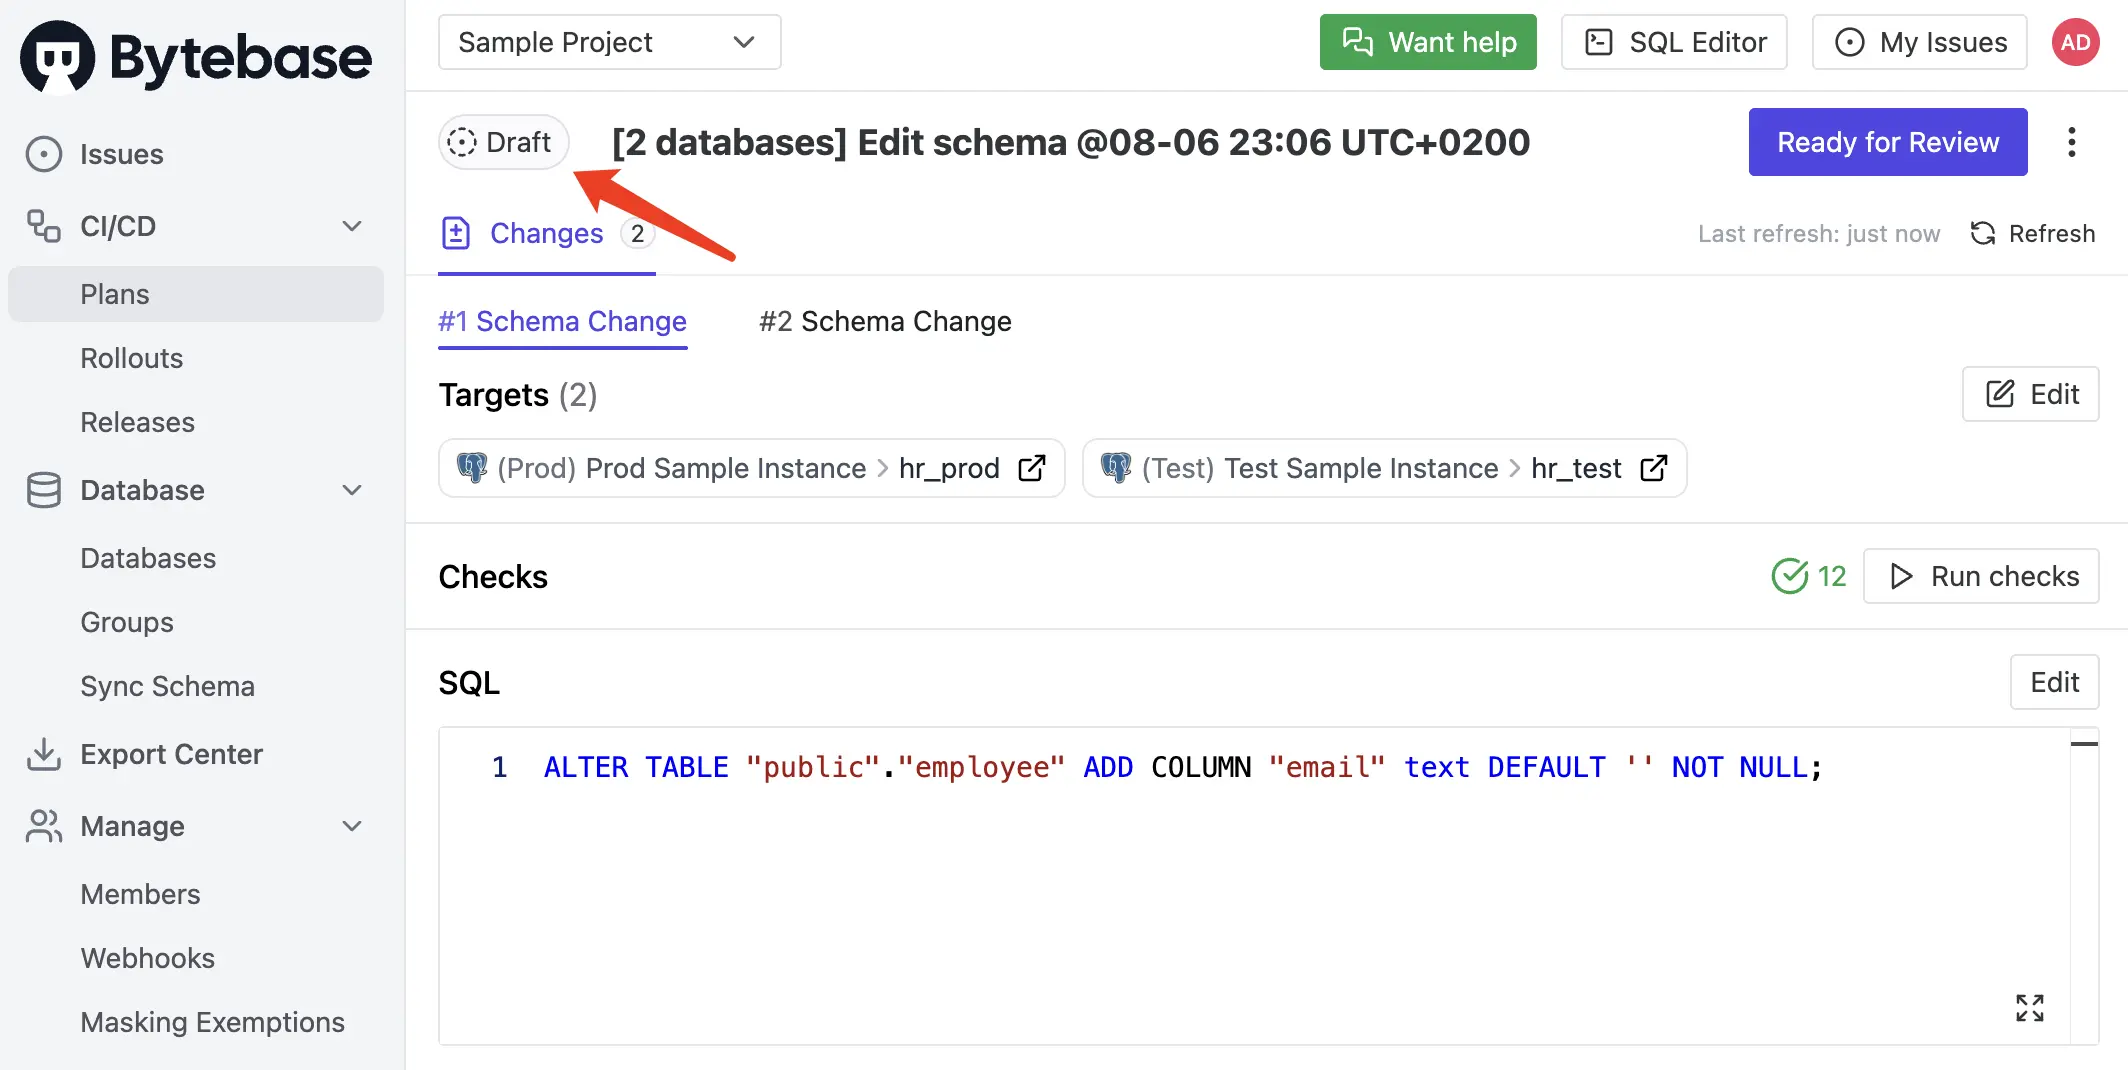 Bytebase
Sample Project
Want help
SQL Editor
My Issues
AD
Issues
CI/CD
Plans
Rollouts
Releases
Database
Databases
Groups
Sync Schema
Export Center
Manage
Members
Webhooks
Masking Exemptions
Draft
[2 databases] Edit schema @08-06 23:06 UTC+0200
Ready for Review
Changes 2
Last refresh: just now
Refresh
#1 Schema Change
#2 Schema Change
Targets (2)
Edit
(Prod) Prod Sample Instance > hr_prod
(Test) Test Sample Instance > hr_test
Checks
12
Run checks
SQL
Edit
1 ALTER TABLE "public"."employee" ADD COLUMN "email" text DEFAULT '' NOT NULL;